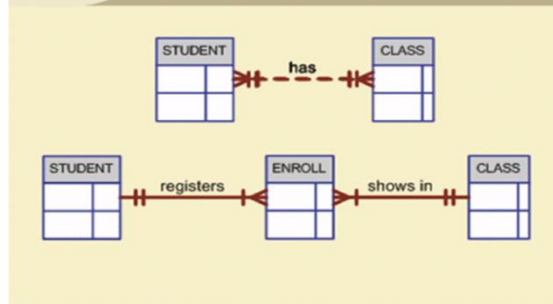 STUDENT
has
CLASS
STUDENT
registers
ENROLL
shows in
CLASS